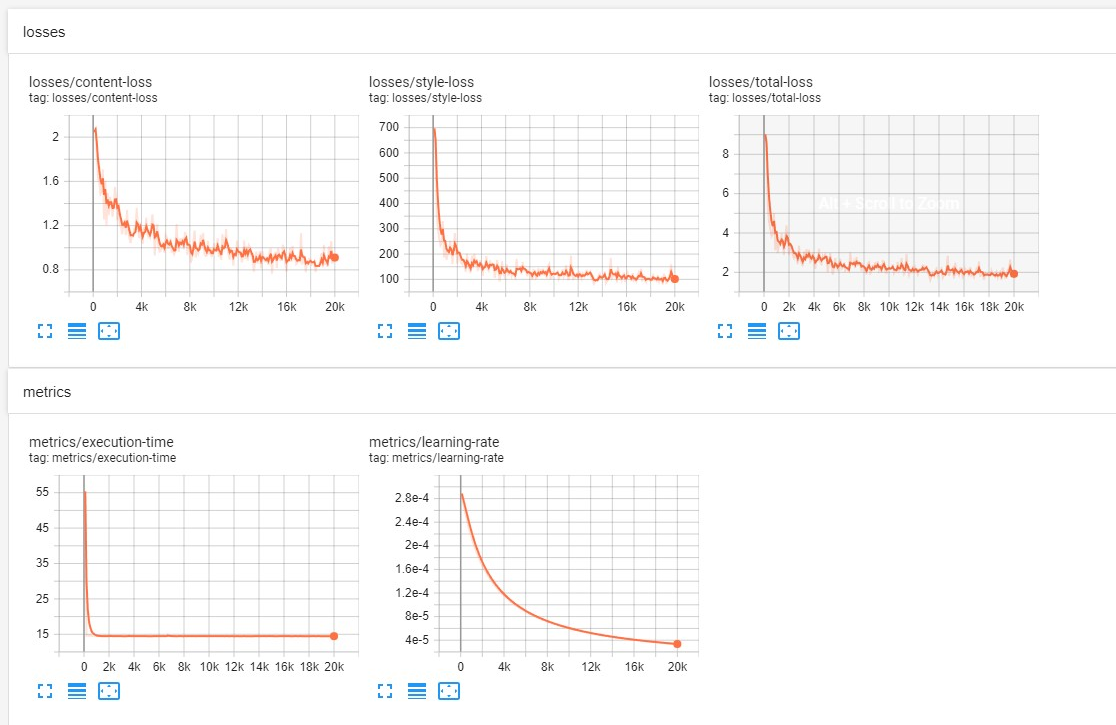 losses
losses/content-loss
tag: losses/content-loss
2
1.6
1.2
0.8
0 4k 8k 12k 16k 20k
losses/style-loss
tag: losses/style-loss
700
600
500
400
300
200
100
0 4k 8k 12k 16k 20k
losses/total-loss
tag: losses/total-loss
8
6
4
2
Alt + Scroll to Zoom
0 2k 4k 6k 8k 10k 12k 14k 16k 18k 20k
metrics
metrics/execution-time
tag: metrics/execution-time
55
45
35
25
15
0 2k 4k 6k 8k 10k 12k 14k 16k 18k 20k
metrics/learning-rate
tag: metrics/learning-rate
2.8e-4
2.4e-4
2e-4
1.6e-4
1.2e-4
8e-5
4e-5
0 4k 8k 12k 16k 20k